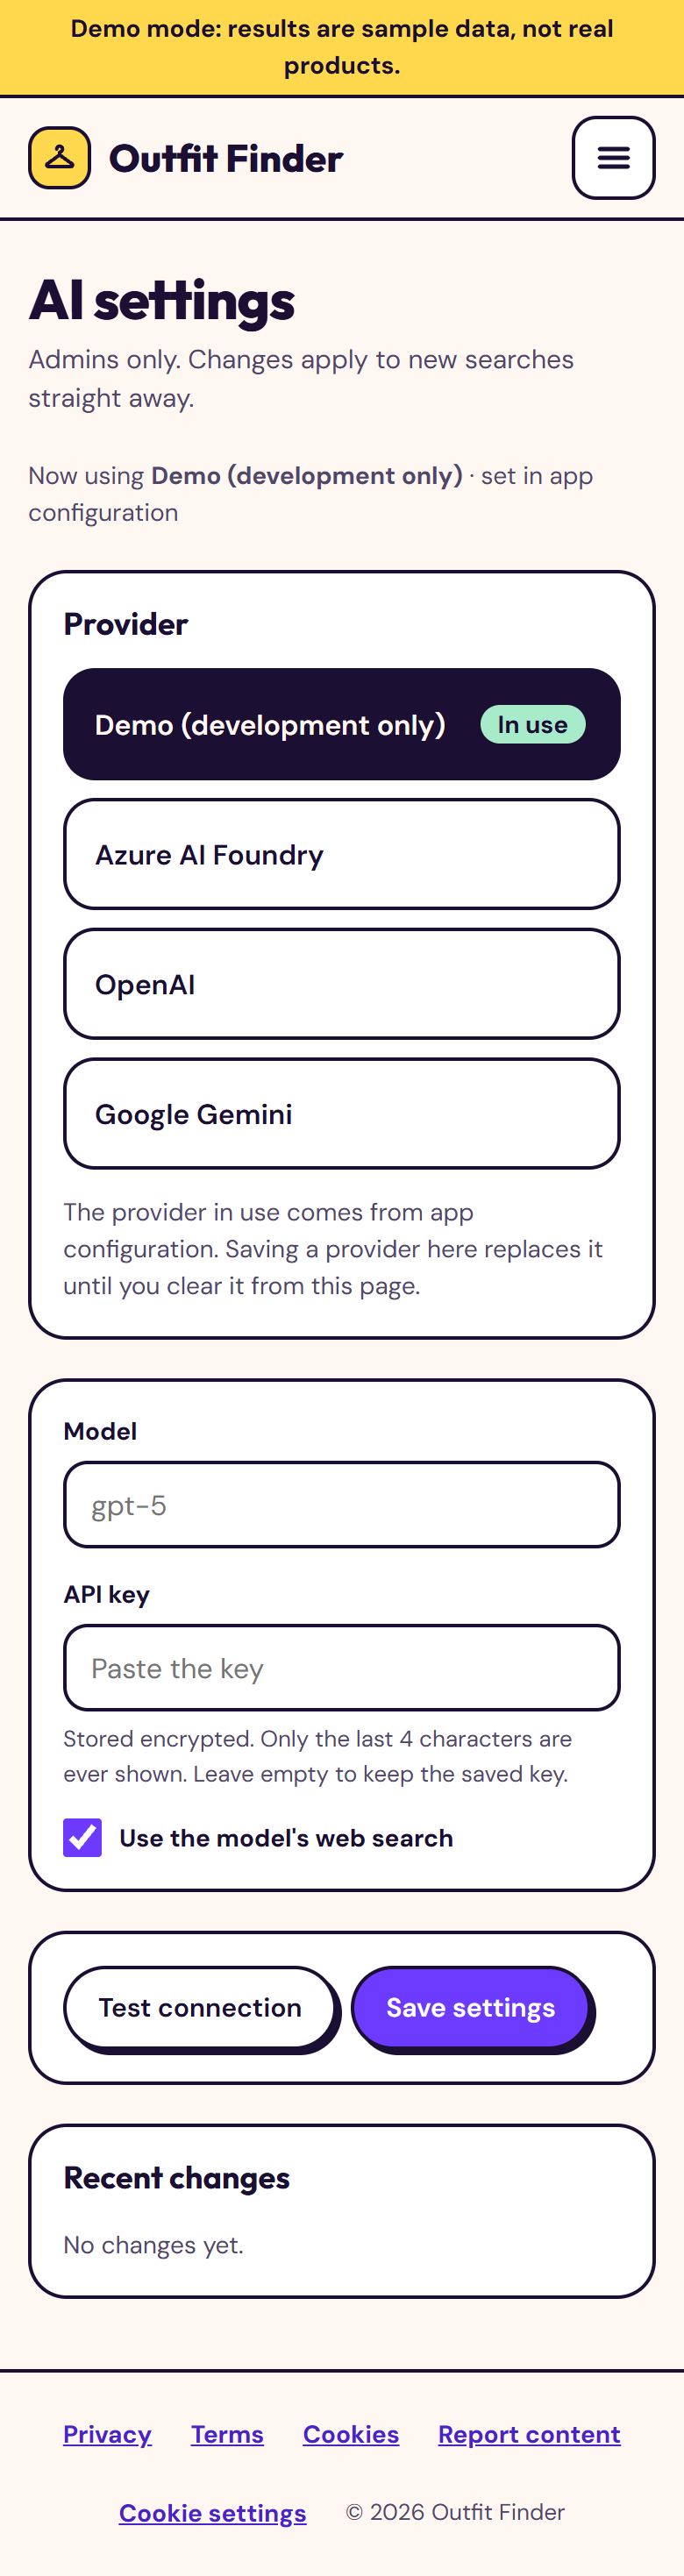 Demo mode: results are sample data, not real
products.
Outfit Finder
AI settings
Admins only. Changes apply to new searches
straight away.
Now using Demo (development only) · set in app
configuration
Provider
Demo (development only) In use
Azure AI Foundry
OpenAI
Google Gemini
The provider in use comes from app
configuration. Saving a provider here replaces it
until you clear it from this page.
Model
gpt-5
API key
Paste the key
Stored encrypted. Only the last 4 characters are
ever shown. Leave empty to keep the saved key.
Use the model's web search
Test connection Save settings
Recent changes
No changes yet.
Privacy Terms Cookies Report content
Cookie settings © 2026 Outfit Finder